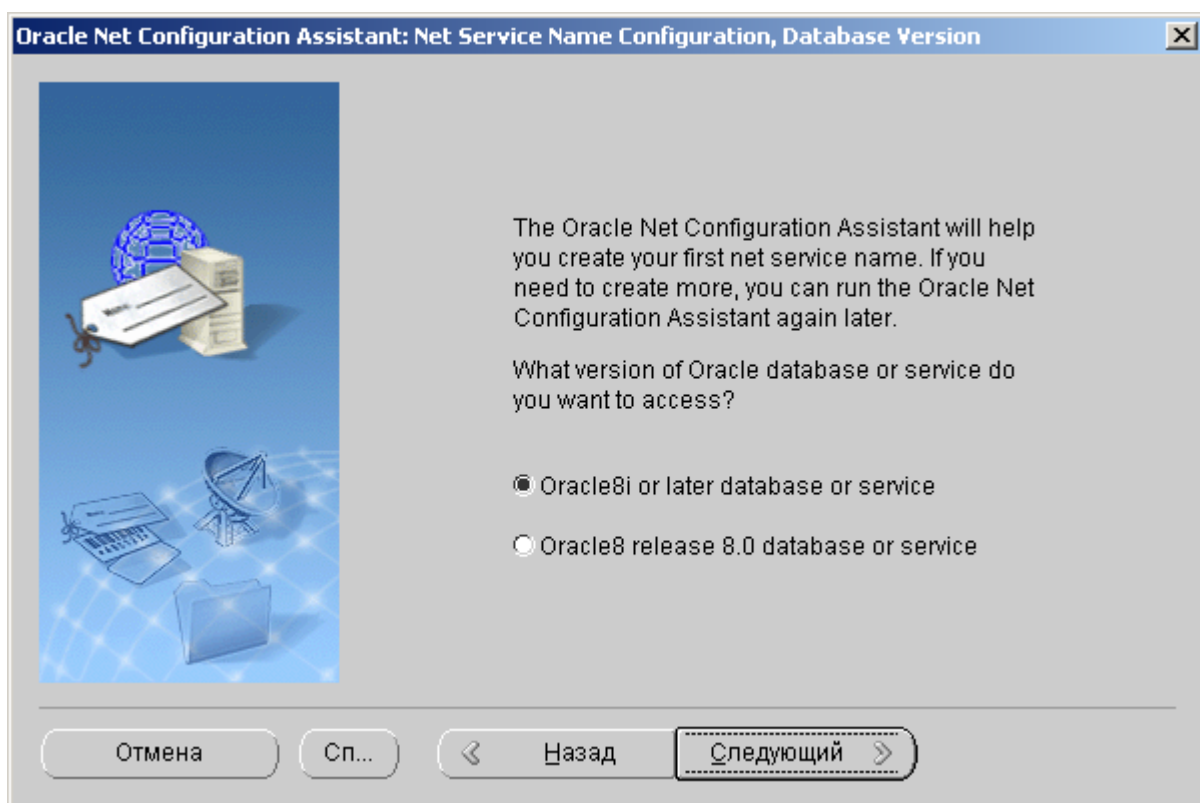 Oracle Net Configuration Assistant: Net Service Name Configuration, Database Version
The Oracle Net Configuration Assistant will help
you create your first net service name. If you
need to create more, you can run the Oracle Net
Configuration Assistant again later.
What version of Oracle database or service do
you want to access?
Oracle8i or later database or service
Oracle8 release 8.0 database or service
Отмена
Сп...
Назад
Следующий